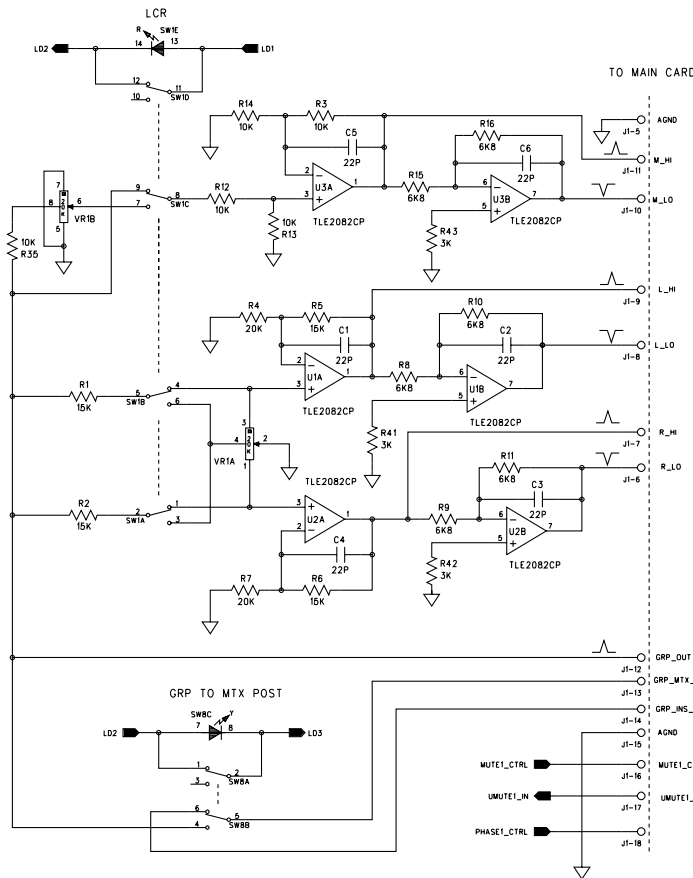 LCR
R
SW1E
LD2
14
13
LD1
12
11
SW1D
10
TO MAIN CARD
R14
10K
R3
10K
C5
22P
R16
6K8
C6
22P
AGND
J1-5
M_HI
J1-11
M_LO
J1-10
7
8
6
5
VR1B
9
8
7
SW1C
R12
10K
10K
R13
2
3
1
U3A
TLE2082CP
R15
6K8
6
5
7
U3B
TLE2082CP
R43
3K
10K
R35
R4
20K
R5
15K
C1
22P
R10
6K8
C2
22P
L_HI
J1-9
L_LO
J1-8
R1
15K
5
4
6
SW1B
2
3
1
U1A
TLE2082CP
R8
6K8
6
5
7
U1B
TLE2082CP
R41
3K
3
4
2
1
20K
VR1A
R_HI
J1-7
R_LO
J1-6
R2
15K
2
1
3
SW1A
TLE2082CP
3
2
1
U2A
C4
22P
R7
20K
R6
15K
R9
6K8
R11
6K8
C3
22P
6
5
7
U2B
TLE2082CP
R42
3K
GRP_OUT
J1-12
GRP_MTX_
J1-13
GRP_INS_
J1-14
AGND
J1-15
GRP TO MTX POST
SW8C
Y
LD2
7
8
LD3
1
2
3
SW8A
6
5
4
SW8B
MUTE1_CTRL
MUTE1_C
J1-16
UMUTE1_IN
UMUTE1_
J1-17
PHASE1_CTRL
J1-18